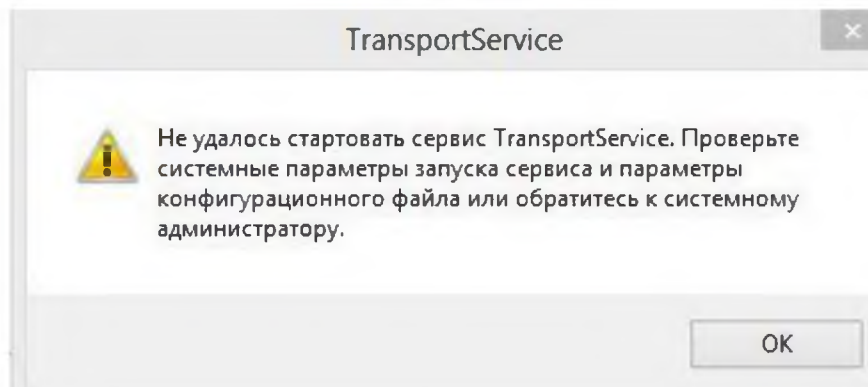 TransportService
Не удалось стартовать сервис TransportService. Проверьте
системные параметры запуска сервиса и параметры
конфигурационного файла или обратитесь к системному
администратору.
OK